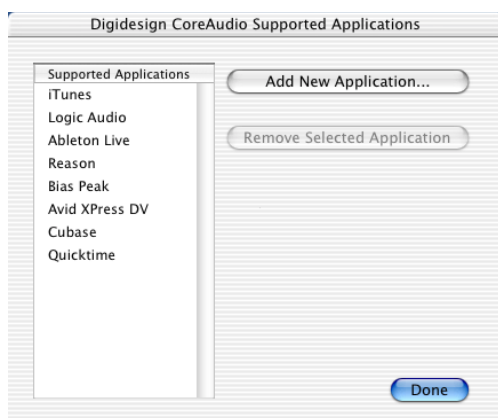 Digidesign CoreAudio Supported Applications
Supported Applications
iTunes
Logic Audio
Ableton Live
Reason
Bias Peak
Avid XPress DV
Cubase
Quicktime
Add New Application...
Remove Selected Application
Done